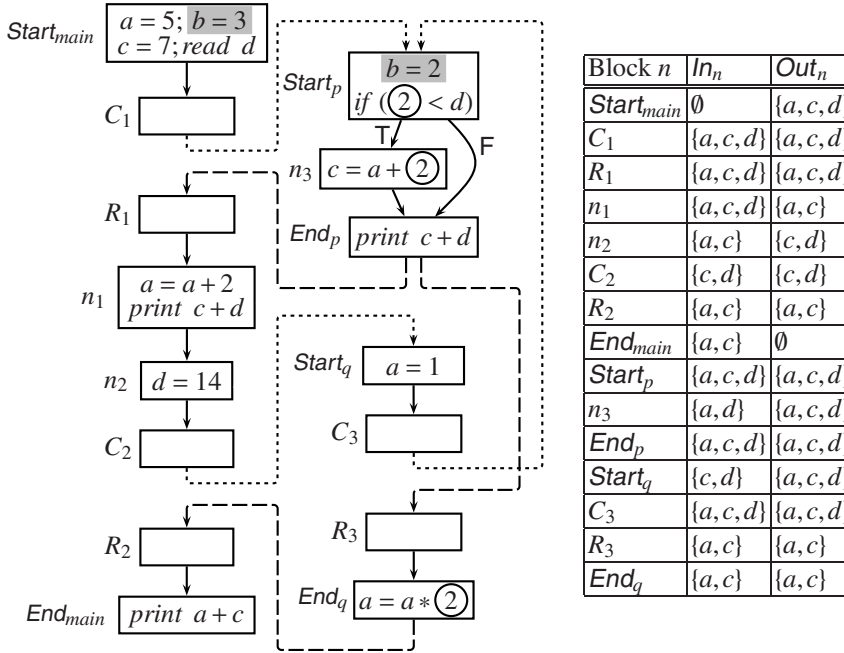 Start_main
a = 5; b = 3
c = 7; read d
C_1
Start_p
b = 2
if (2 < d)
T
F
n_3
c = a + 2
R_1
End_p
print c + d
n_1
a = a + 2
print c + d
n_2
d = 14
Start_q
a = 1
C_2
C_3
R_2
R_3
End_main
print a + c
End_q
a = a * 2
Block n In_n Out_n
Start_main ∅ {a, c, d
C_1 {a, c, d} {a, c, d
R_1 {a, c, d} {a, c, d
n_1 {a, c, d} {a, c}
n_2 {a, c} {c, d}
C_2 {c, d} {c, d}
R_2 {a, c} {a, c}
End_main {a, c} ∅
Start_p {a, c, d} {a, c, d
n_3 {a, d} {a, c, d
End_p {a, c, d} {a, c, d
Start_q {c, d} {a, c, d
C_3 {a, c, d} {a, c, d
R_3 {a, c} {a, c}
End_q {a, c} {a, c}